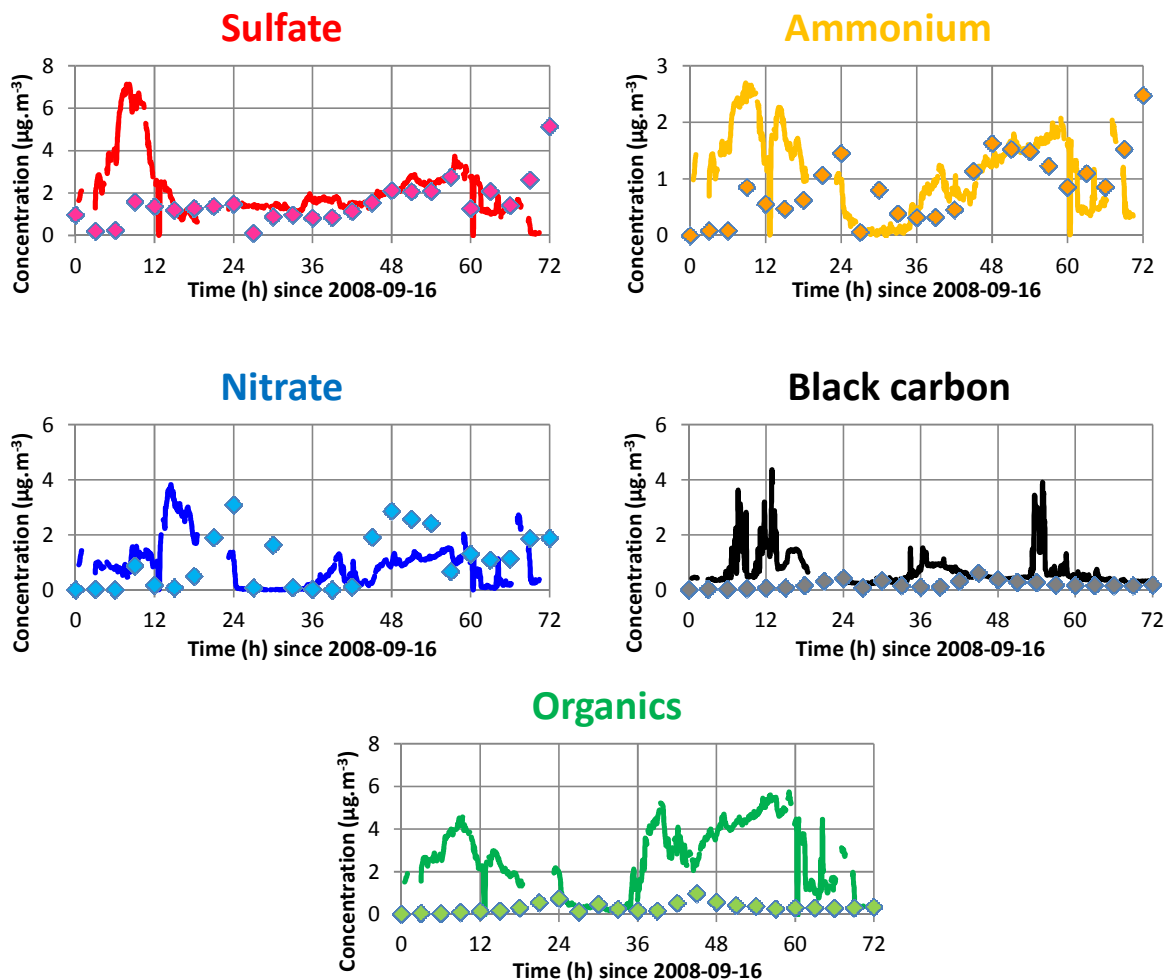 Sulfate
Concentration (µg.m⁻³)
8
6
4
2
0
0 12 24 36 48 60 72
Time (h) since 2008-09-16
Ammonium
Concentration (µg.m⁻³)
3
2
1
0
0 12 24 36 48 60 72
Time (h) since 2008-09-16
Nitrate
Concentration (µg.m⁻³)
6
4
2
0
0 12 24 36 48 60 72
Time (h) since 2008-09-16
Black carbon
Concentration (µg.m⁻³)
6
4
2
0
0 12 24 36 48 60 72
Time (h) since 2008-09-16
Organics
Concentration (µg.m⁻³)
8
6
4
2
0
0 12 24 36 48 60 72
Time (h) since 2008-09-16